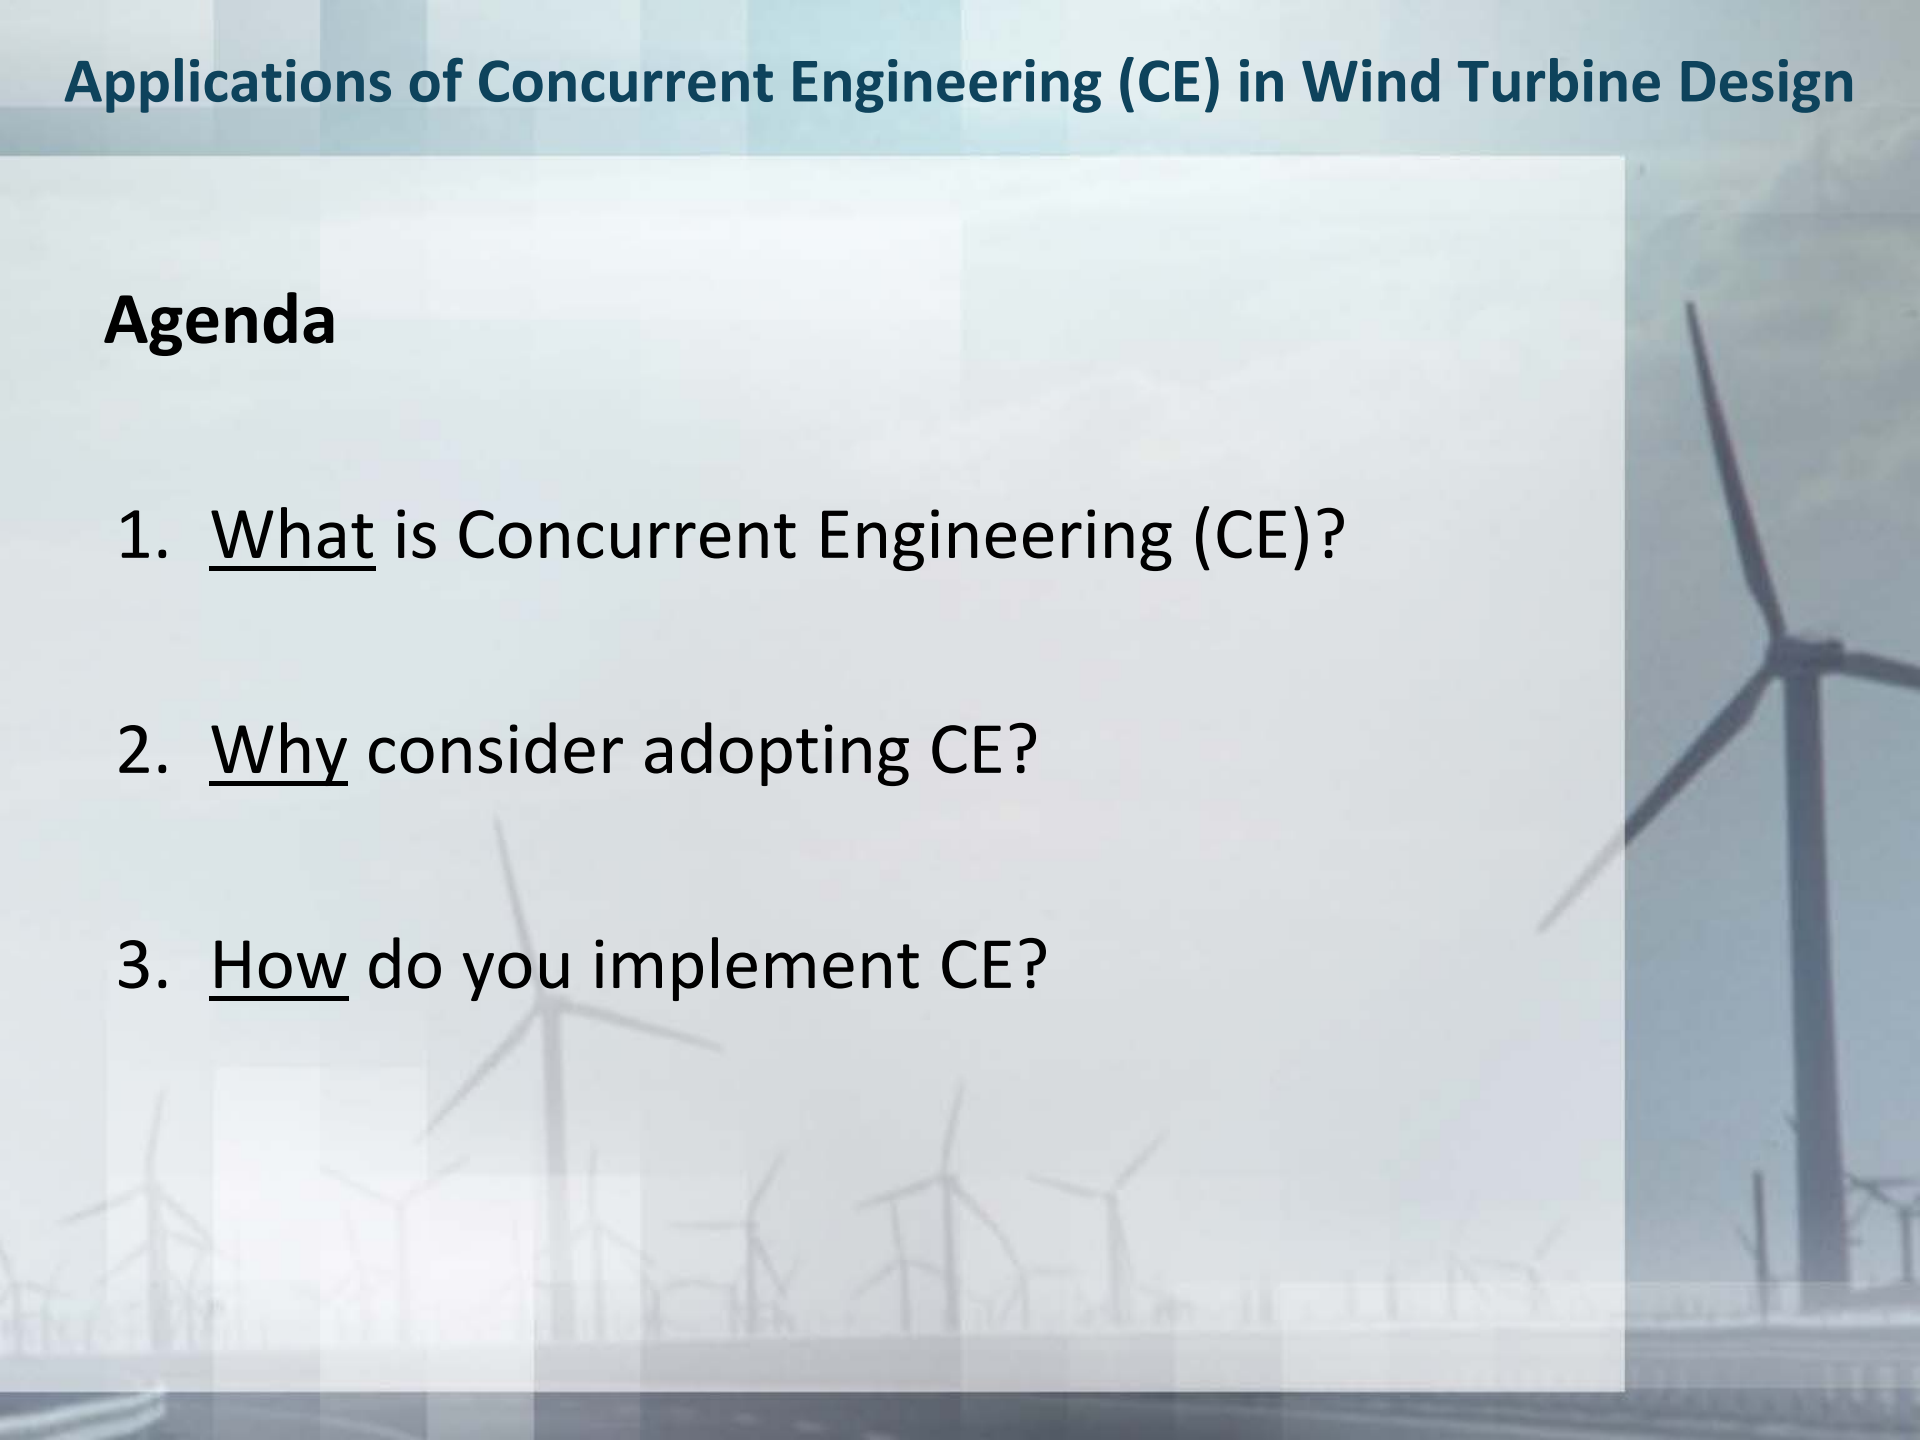 Applications of Concurrent Engineering (CE) in Wind Turbine Design
Agenda
1. What is Concurrent Engineering (CE)?
2. Why consider adopting CE?
3. How do you implement CE?